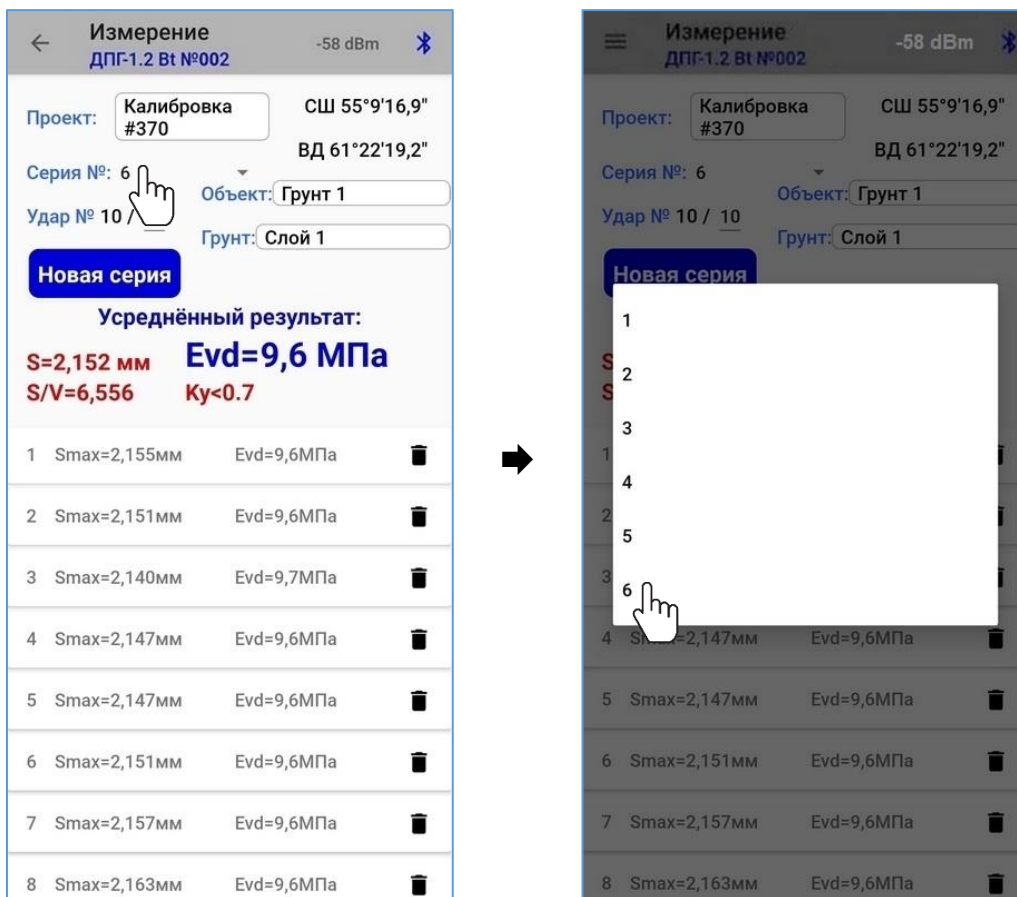 Измерение
ДПГ-1.2 Bt №002
-58 dBm
Проект:
Калибровка
#370
СШ 55°9'16,9"
ВД 61°22'19,2"
Серия №: 6
Объект: Грунт 1
Удар № 10 /
Грунт: Слой 1
Новая серия
Усреднённый результат:
S=2,152 мм
Evd=9,6 МПа
S/V=6,556
Ky<0.7
1 Smax=2,155мм Evd=9,6МПа
2 Smax=2,151мм Evd=9,6МПа
3 Smax=2,140мм Evd=9,7МПа
4 Smax=2,147мм Evd=9,6МПа
5 Smax=2,147мм Evd=9,6МПа
6 Smax=2,151мм Evd=9,6МПа
7 Smax=2,157мм Evd=9,6МПа
8 Smax=2,163мм Evd=9,6МПа
Измерение
ДПГ-1.2 Bt №002
-58 dBm
Проект:
Калибровка
#370
СШ 55°9'16,9"
ВД 61°22'19,2"
Серия №: 6
Объект: Грунт 1
Удар № 10 / 10
Грунт: Слой 1
Новая серия
S
S
1
2
3
4
5
6
1
2
3
4 =2,147мм Evd=9,6МПа
5 Smax=2,147мм Evd=9,6МПа
6 Smax=2,151мм Evd=9,6МПа
7 Smax=2,157мм Evd=9,6МПа
8 Smax=2,163мм Evd=9,6МПа